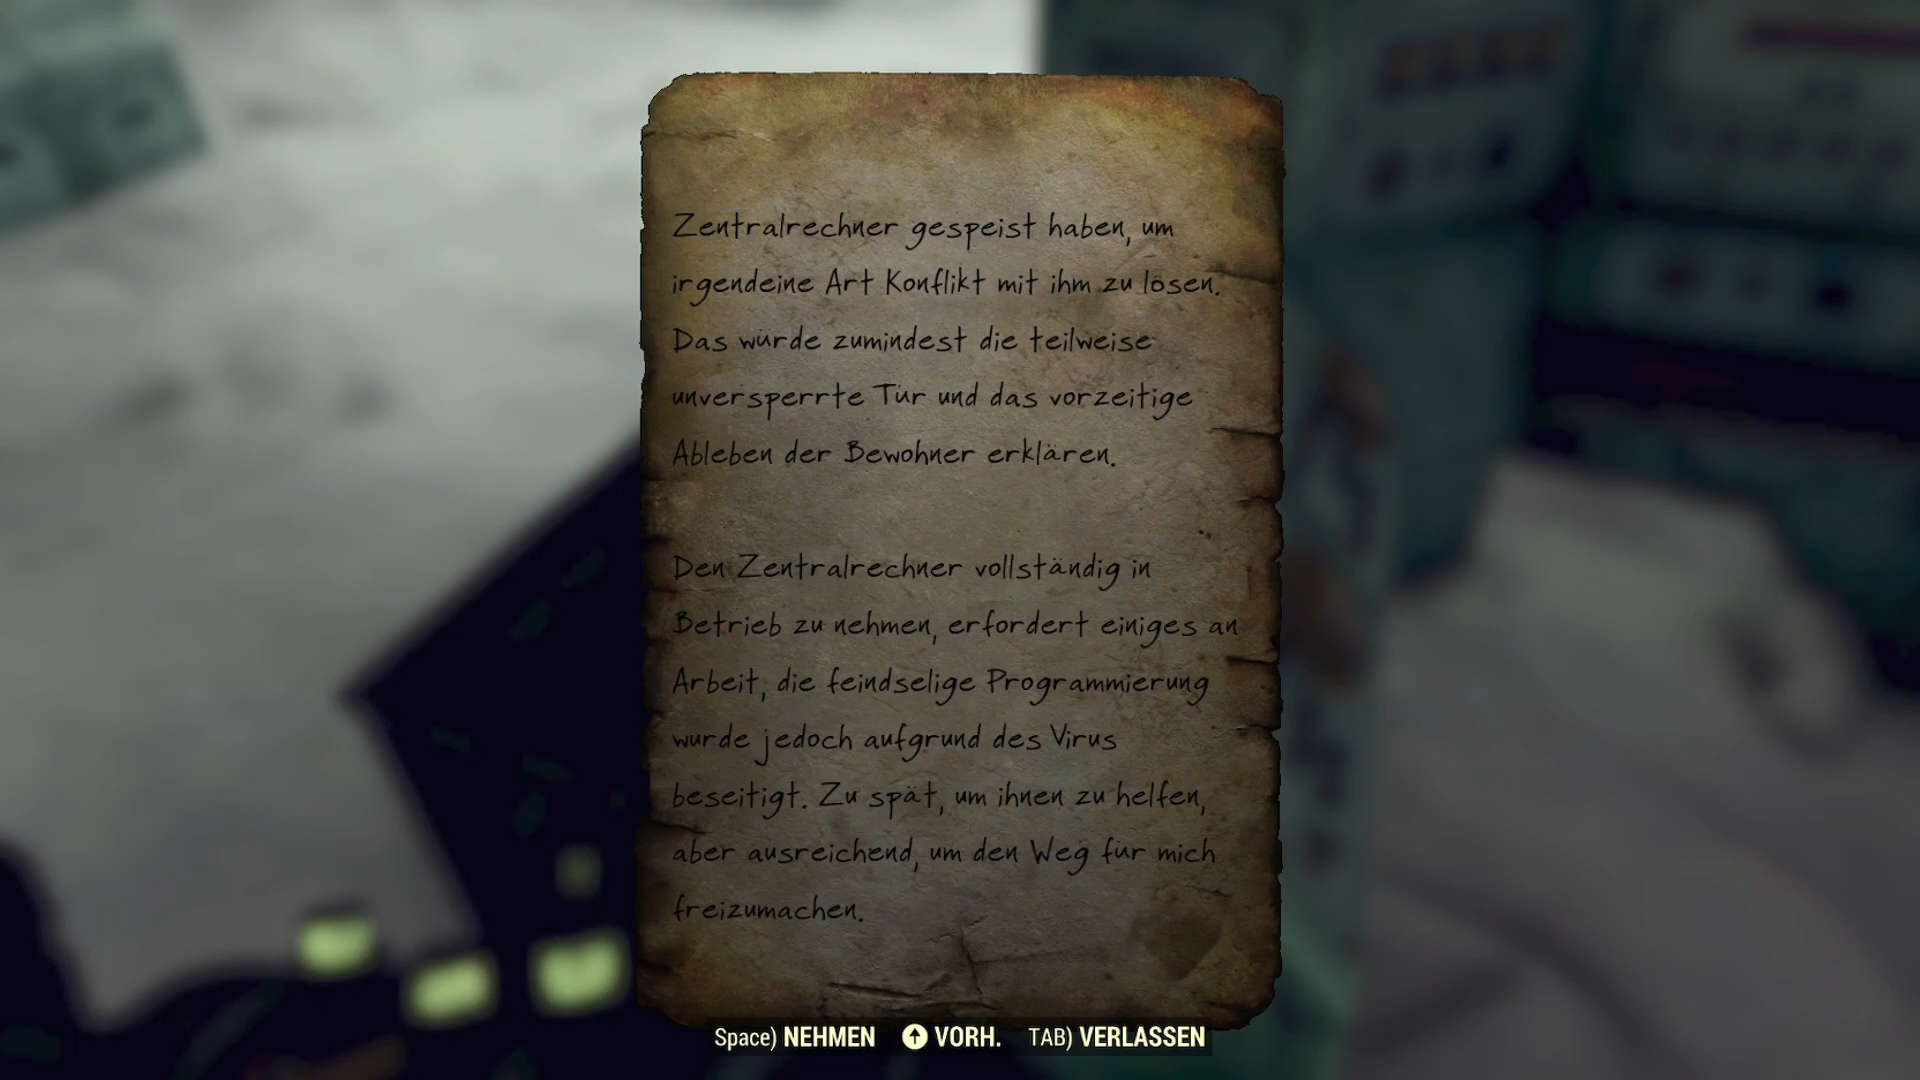 Zentralrechner gespeist haben, um
irgendeine Art Konflikt mit ihm zu lösen.
Das würde zumindest die teilweise
unversperrte Tür und das vorzeitige
Ableben der Bewohner erklären.
Den Zentralrechner vollständig in
Betrieb zu nehmen, erfordert einiges an
Arbeit, die feindselige Programmierung
wurde jedoch aufgrund des Virus
beseitigt. Zu spät, um ihnen zu helfen,
aber ausreichend, um den Weg für mich
freizumachen.
Space) NEHMEN VORH. TAB) VERLASSEN